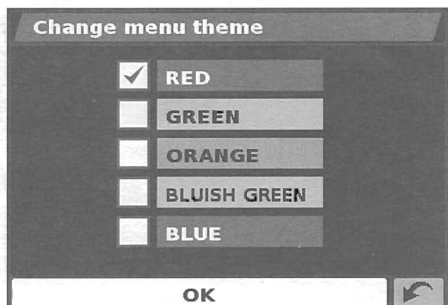 Change menu theme
RED
GREEN
ORANGE
BLUISH GREEN
BLUE
OK